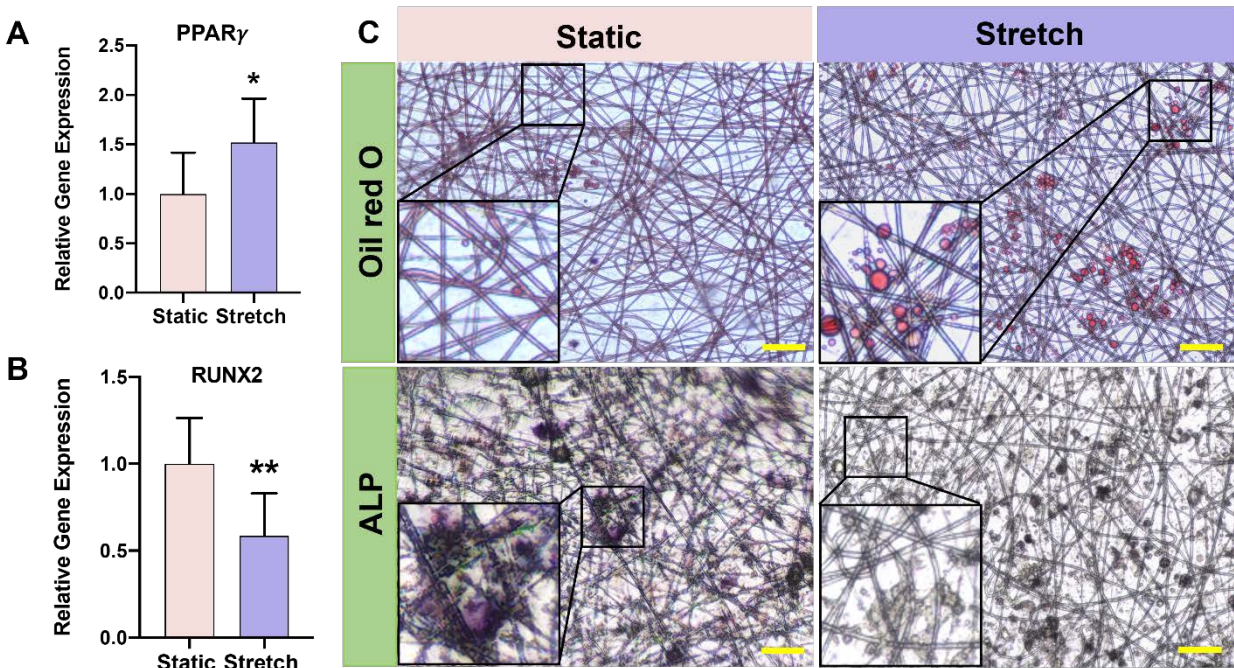 A
PPARγ
Relative Gene Expression
2.5
2.0
1.5
1.0
0.5
0.0
*
Static Stretch
B
RUNX2
Relative Gene Expression
1.5
1.0
0.5
0.0
**
Static Stretch
C
Static
Stretch
Oil red O
ALP